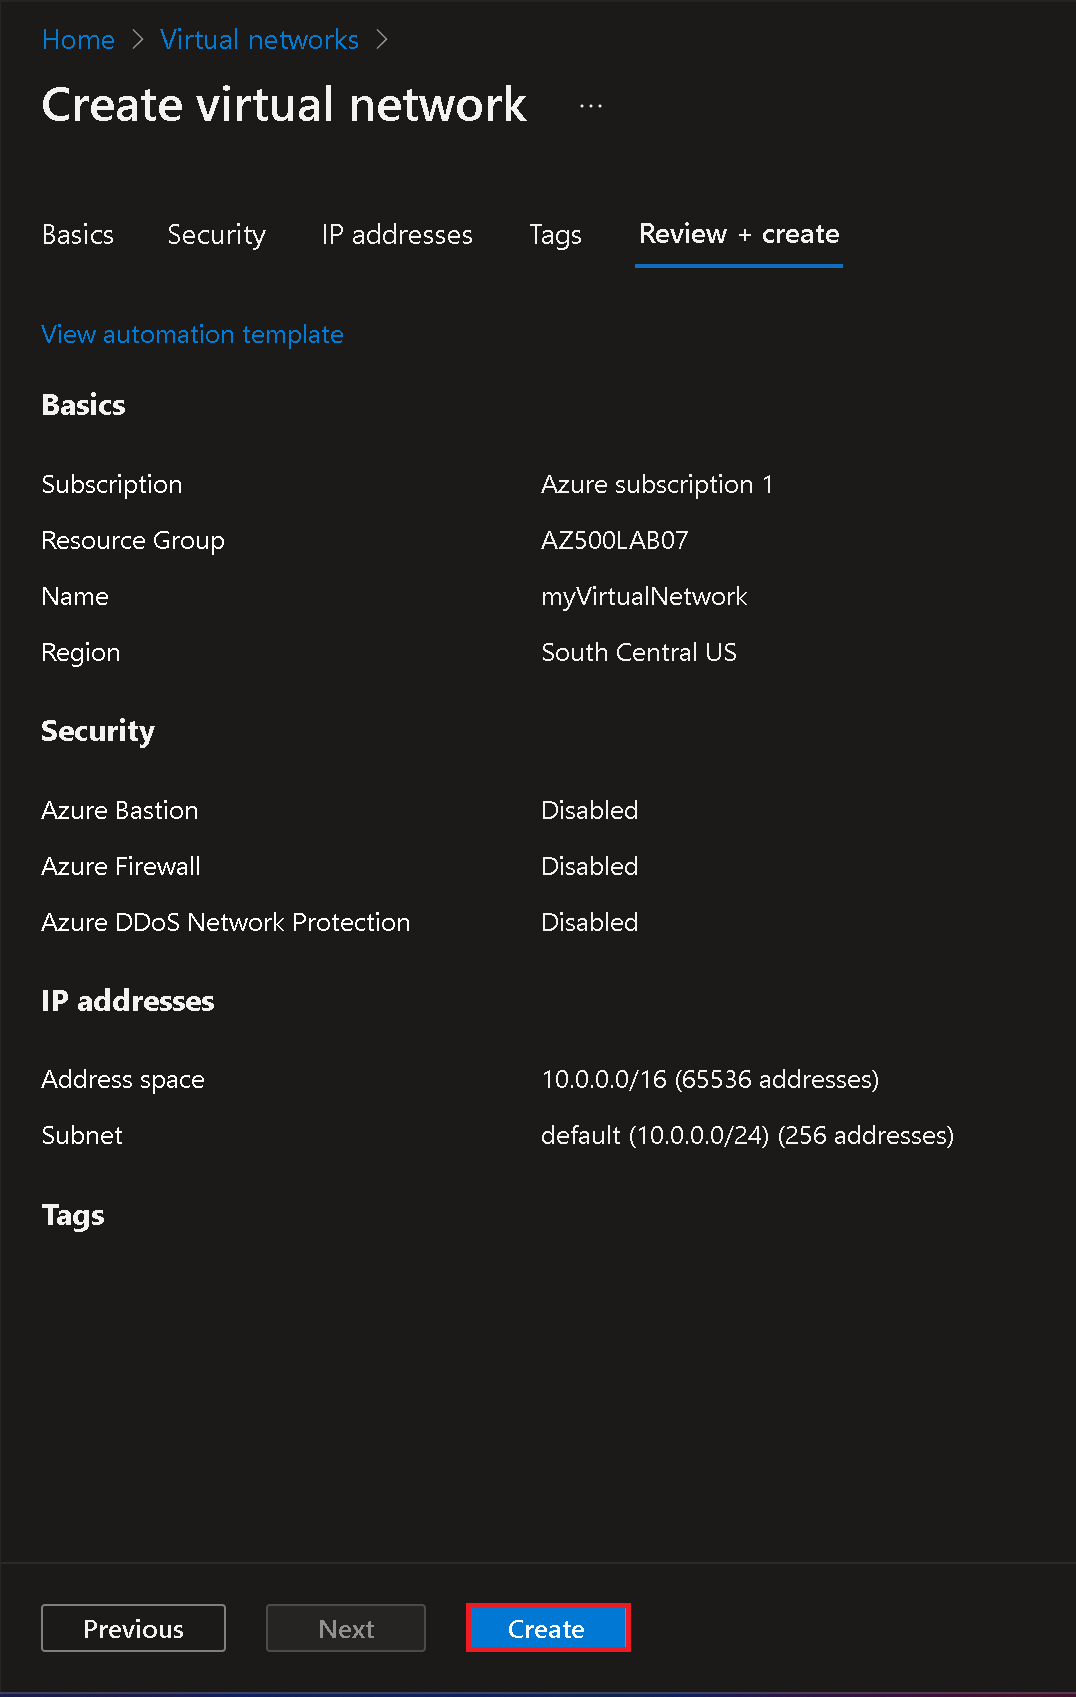 Home > Virtual networks >
Create virtual network ...
Basics Security IP addresses Tags Review + create
View automation template
Basics
Subscription Azure subscription 1
Resource Group AZ500LAB07
Name myVirtualNetwork
Region South Central US
Security
Azure Bastion Disabled
Azure Firewall Disabled
Azure DDoS Network Protection Disabled
IP addresses
Address space 10.0.0.0/16 (65536 addresses)
Subnet default (10.0.0.0/24) (256 addresses)
Tags
Previous Next Create